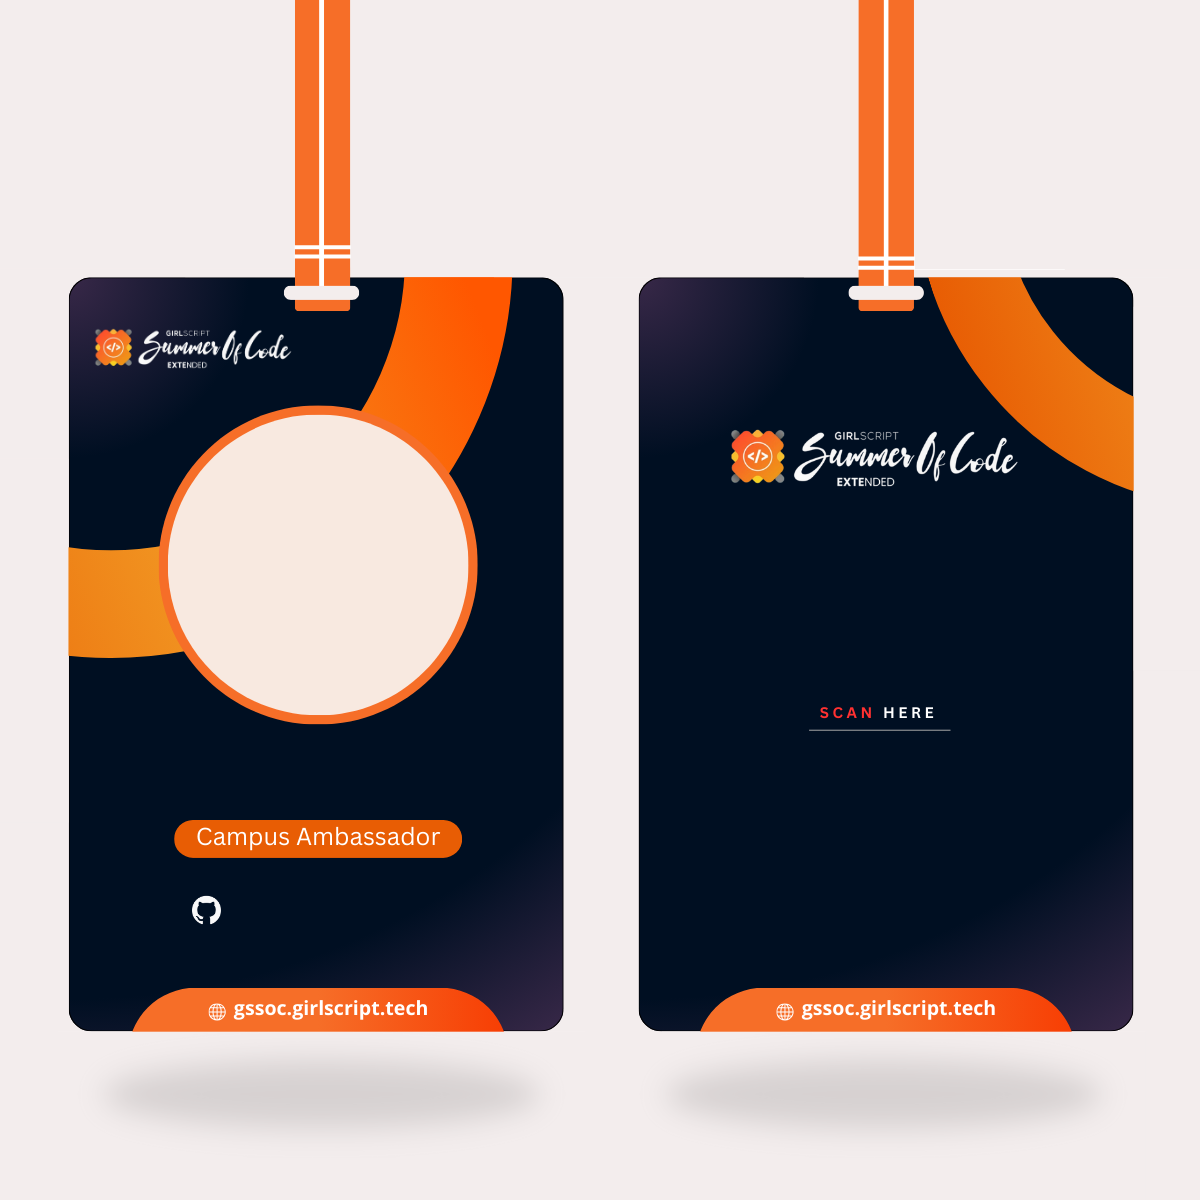 GIRLSCRIPT
Summer Of Code
EXTENDED
Campus Ambassador
gssoc.girlscript.tech
GIRLSCRIPT
Summer Of Code
EXTENDED
SCAN HERE
gssoc.girlscript.tech